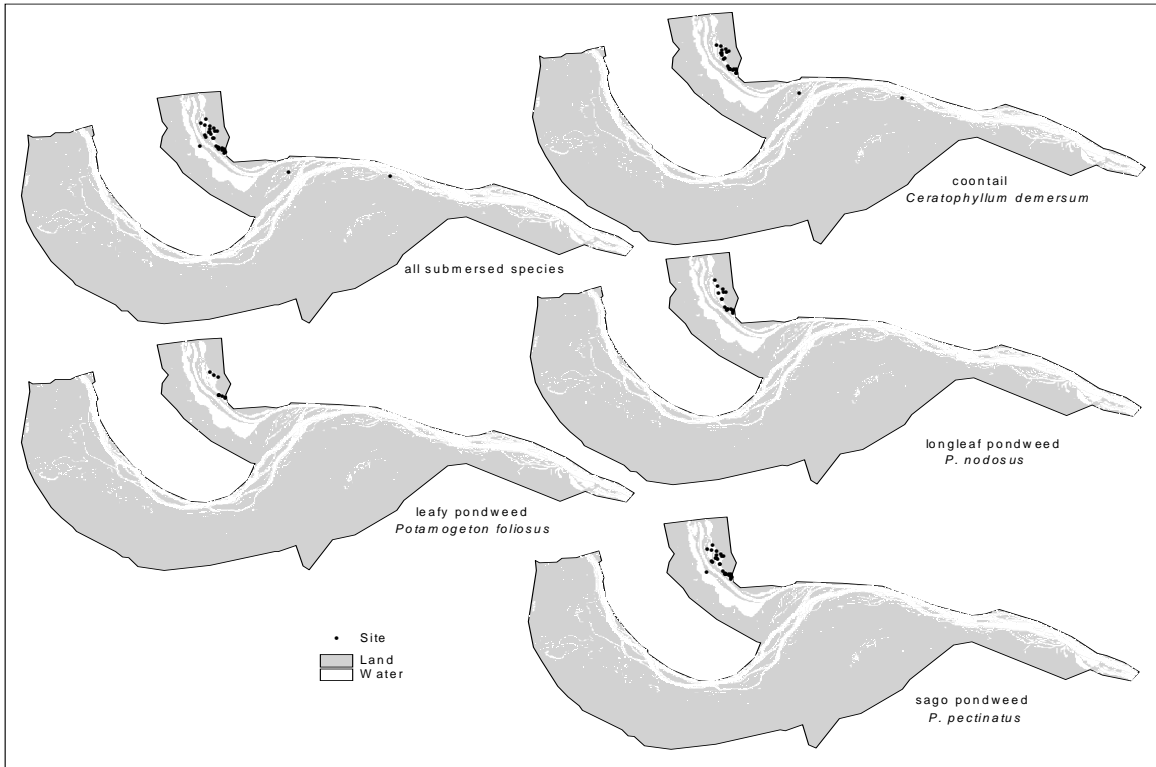 coontail
Ceratophyllum demersum
all submersed species
longleaf pondweed
P. nodosus
leafy pondweed
Potamogeton foliosus
Site
Land
Water
sago pondweed
P. pectinatus